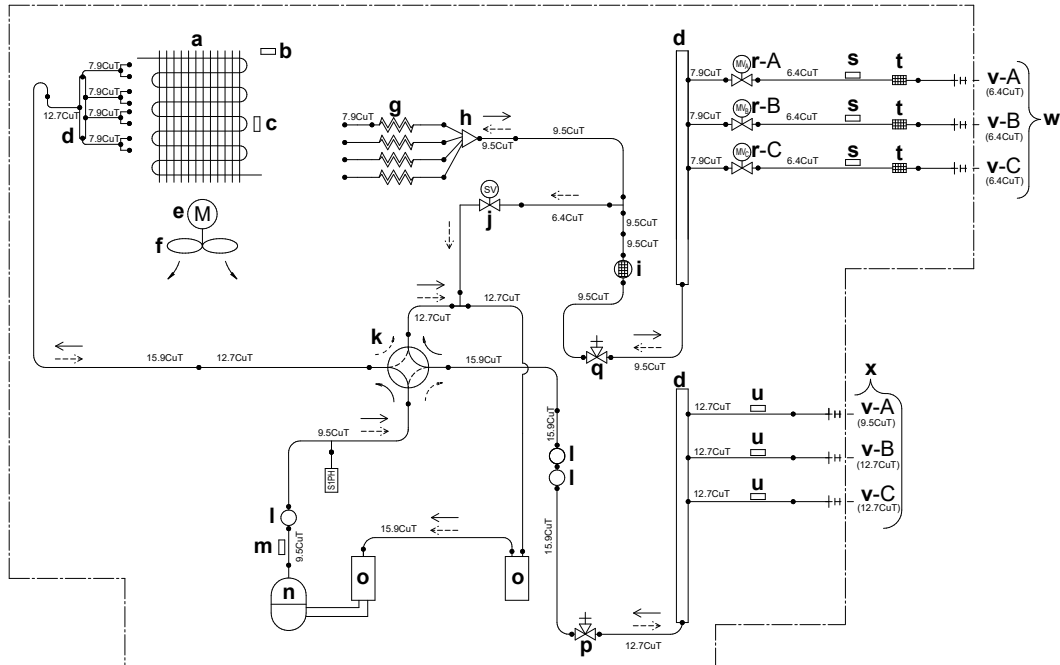 a
b
7.9CuT
7.9CuT
7.9CuT
7.9CuT
12.7CuT
d
c
e
M
f
7.9CuT
g
h
9.5CuT
9.5CuT
SV
j
6.4CuT
9.5CuT
9.5CuT
i
9.5CuT
q
9.5CuT
d
7.9CuT
MVA
r-A
6.4CuT
s
t
v-A
(6.4CuT)
7.9CuT
MVB
r-B
6.4CuT
s
t
v-B
(6.4CuT)
w
7.9CuT
MVC
r-C
6.4CuT
s
t
v-C
(6.4CuT)
12.7CuT
12.7CuT
k
15.9CuT
12.7CuT
15.9CuT
9.5CuT
S1PH
l
m
9.5CuT
n
15.9CuT
o
o
15.9CuT
l
l
15.9CuT
p
12.7CuT
d
x
12.7CuT
u
v-A
(9.5CuT)
12.7CuT
u
v-B
(12.7CuT)
12.7CuT
u
v-C
(12.7CuT)